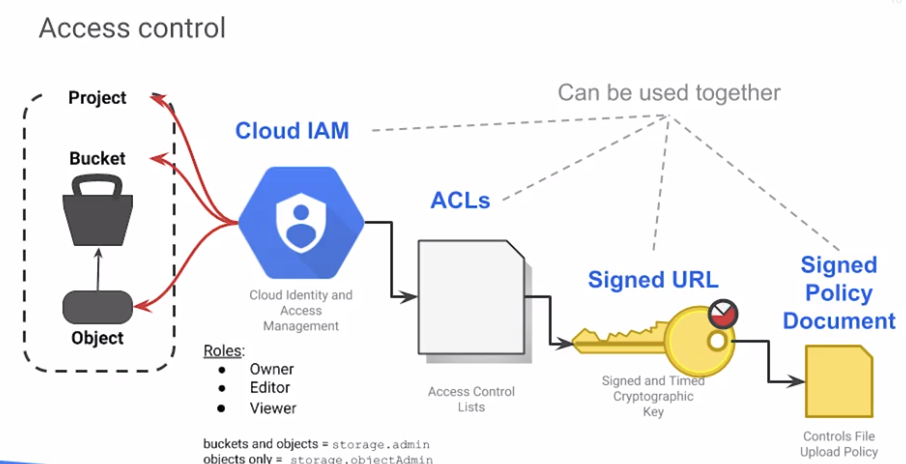 Access control
Project
Bucket
Object
Cloud IAM
Cloud Identity and
Access
Management
Roles:
● Owner
● Editor
● Viewer
buckets and objects = storage.admin
objects only = storage.objectAdmin
Can be used together
ACLs
Access Control
Lists
Signed URL
Signed and Timed
Cryptographic
Key
Signed
Policy
Document
Controls File
Upload Policy